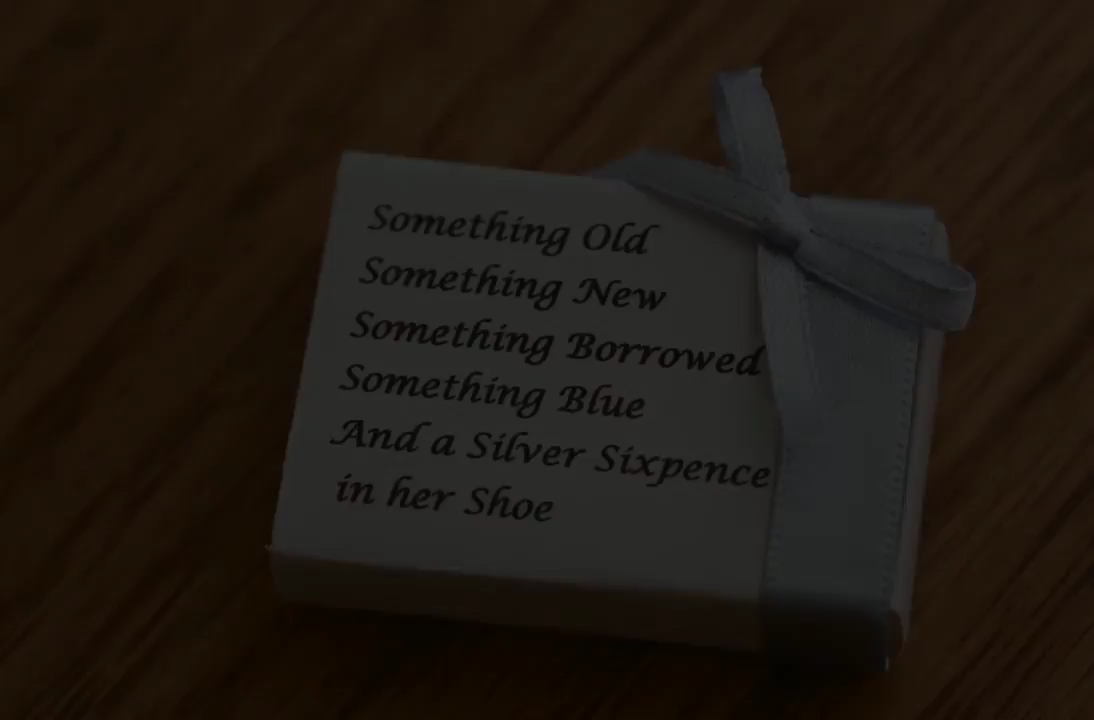 Something Old
Something New
Something Borrowed
Something Blue
And a Silver Sixpence
in her Shoe